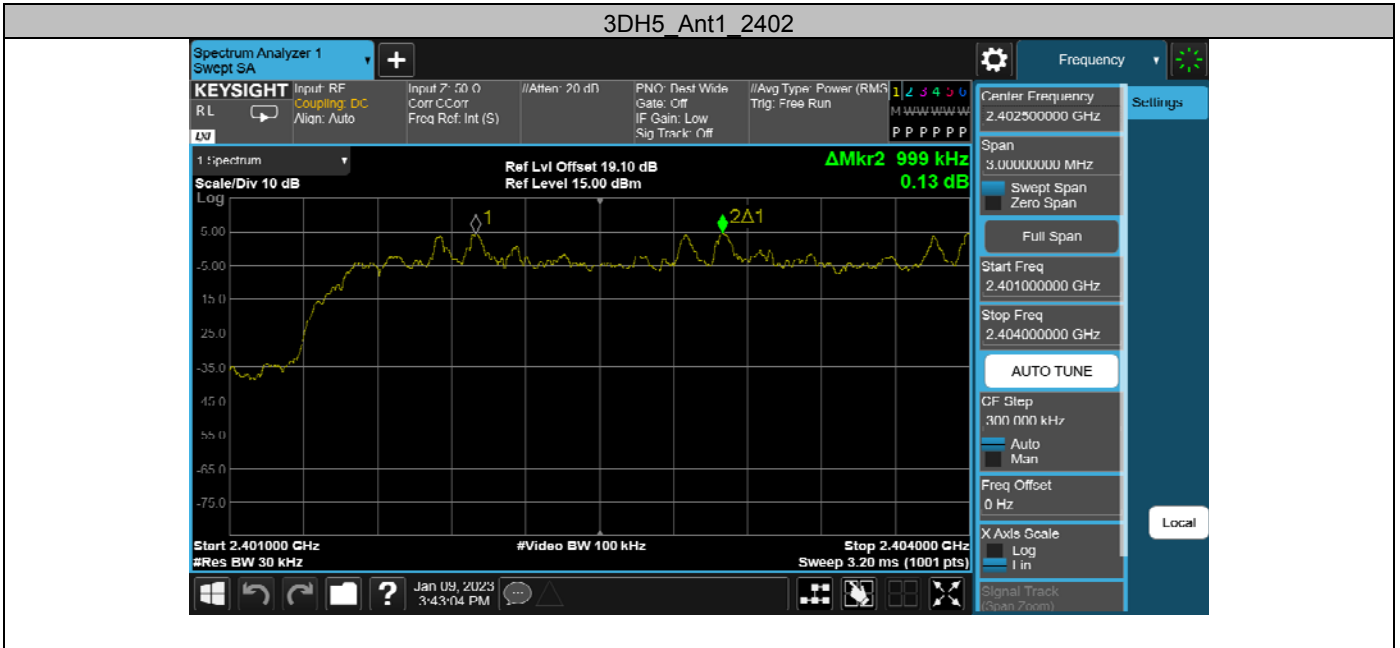 3DH5_Ant1_2402
Spectrum Analyzer 1
Swept SA
+
Frequency
KEYSIGHT
RL
LXI
Input: RF
Coupling: DC
Align: Auto
Input Z: 50 Ω
Corr CCorr
Freq Ref: Int (S)
#Atten: 20 dB
PNO: Best Wide
Gate: Off
IF Gain: Low
Sig Track: Off
#Avg Type: Power (RMS
Trig: Free Run
1 2 3 4 5 6
M W W W W W
P P P P P P
1 Spectrum
Scale/Div 10 dB
Ref Lvl Offset 19.10 dB
Ref Level 15.00 dBm
ΔMkr2 999 kHz
0.13 dB
Log
1
2Δ1
5.00
-5.00
-15.0
-25.0
-35.0
-45.0
-55.0
-65.0
-75.0
Start 2.401000 GHz
#Video BW 100 kHz
Stop 2.404000 GHz
#Res BW 30 kHz
Sweep 3.20 ms (1001 pts)
Center Frequency
2.402500000 GHz
Settings
Span
3.00000000 MHz
Swept Span
Zero Span
Full Span
Start Freq
2.401000000 GHz
Stop Freq
2.404000000 GHz
AUTO TUNE
CF Step
300.000 kHz
Auto
Man
Freq Offset
0 Hz
X Axis Scale
Log
Lin
Local
Signal Track
(Span Zoom)
?
Jan 09, 2023
3:43:04 PM